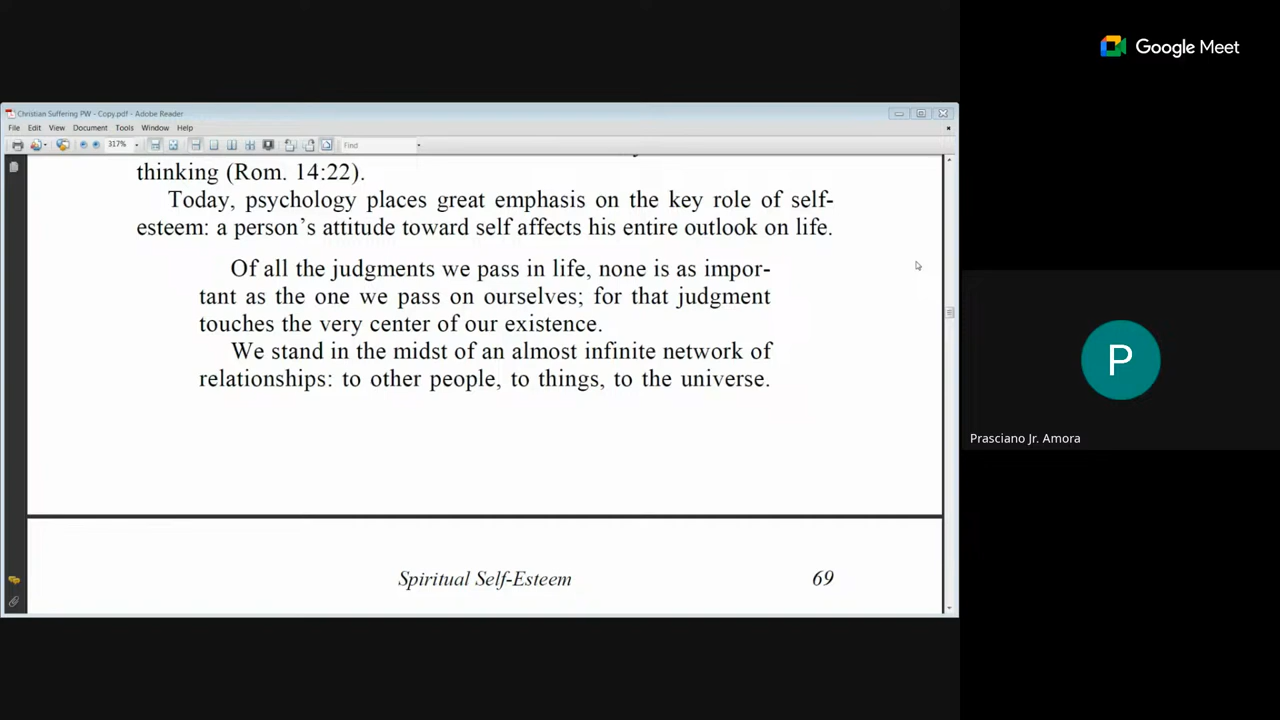 Google Meet
Christian Suffering PW - Copy.pdf - Adobe Reader
File Edit View Document Tools Window Help
317% Find
thinking (Rom. 14:22).
Today, psychology places great emphasis on the key role of self-
esteem: a person’s attitude toward self affects his entire outlook on life.
Of all the judgments we pass in life, none is as impor-
tant as the one we pass on ourselves; for that judgment
touches the very center of our existence.
We stand in the midst of an almost infinite network of
relationships: to other people, to things, to the universe.
Spiritual Self-Esteem 69
P
Prasciano Jr. Amora